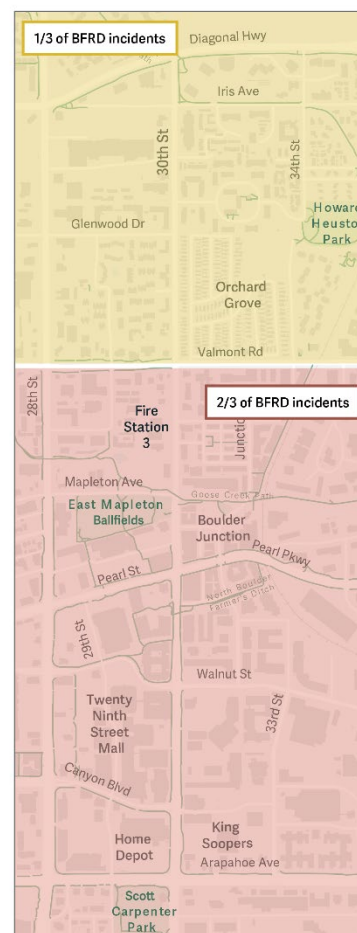 1/3 of BFRD incidents
Diagonal Hwy
Iris Ave
30th St
34th St
Howard
Heuston
Park
Glenwood Dr
Orchard
Grove
Valmont Rd
28th St
2/3 of BFRD incidents
Fire
Station
3
Junction
Mapleton Ave
Goose Creek Path
East Mapleton
Ballfields
Boulder
Junction
Pearl Pkwy
Pearl St
North Boulder
Farmer's Ditch
29th St
Walnut St
Twenty
Ninth
Street
Mall
33rd St
Canyon Blvd
Home
Depot
King
Soopers
Arapahoe Ave
Scott
Carpenter
Park